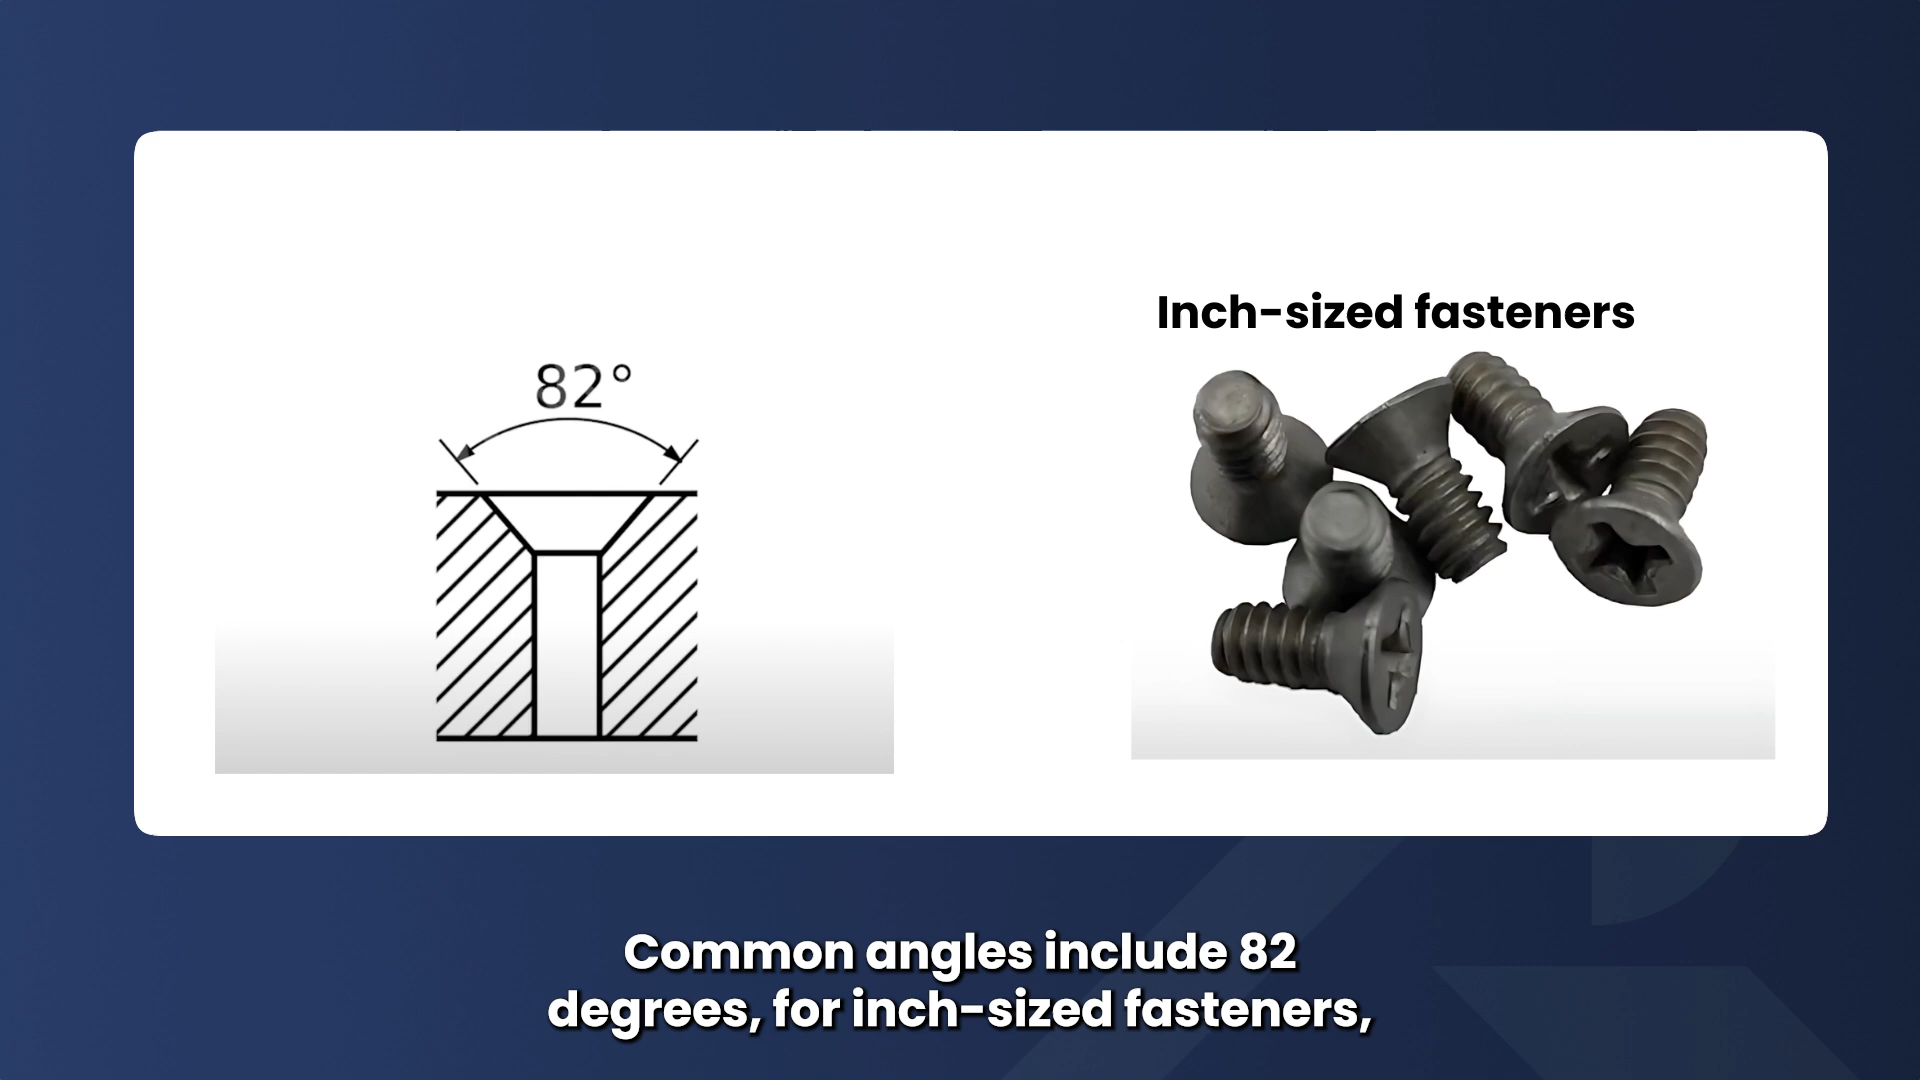 Inch-sized fasteners
82°
Common angles include 82
degrees, for inch-sized fasteners,